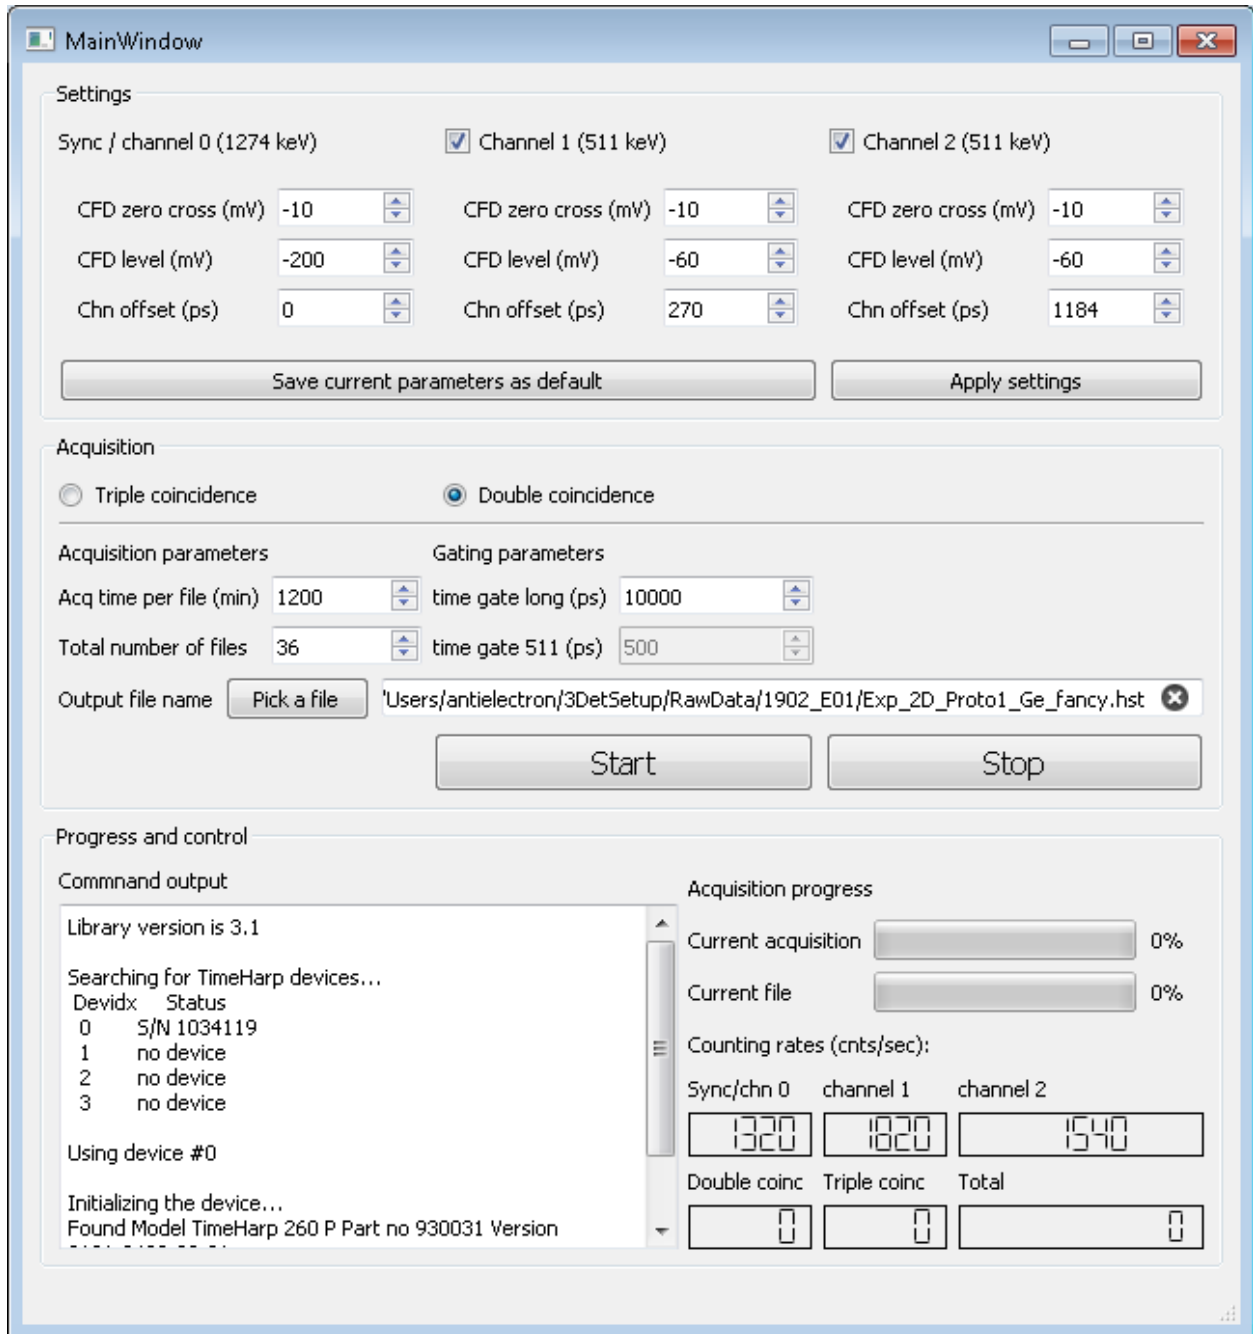 MainWindow
Settings
Sync / channel 0 (1274 keV) Channel 1 (511 keV) Channel 2 (511 keV)
CFD zero cross (mV) -10 CFD zero cross (mV) -10 CFD zero cross (mV) -10
CFD level (mV) -200 CFD level (mV) -60 CFD level (mV) -60
Chn offset (ps) 0 Chn offset (ps) 270 Chn offset (ps) 1184
Save current parameters as default Apply settings
Acquisition
Triple coincidence Double coincidence
Acquisition parameters Gating parameters
Acq time per file (min) 1200 time gate long (ps) 10000
Total number of files 36 time gate 511 (ps) 500
Output file name Pick a file 'Users/antielectron/3DetSetup/RawData/1902_E01/Exp_2D_Proto1_Ge_fancy.hst
Start Stop
Progress and control
Commnand output
Library version is 3.1
Searching for TimeHarp devices...
Devidx Status
0 S/N 1034119
1 no device
2 no device
3 no device
Using device #0
Initializing the device...
Found Model TimeHarp 260 P Part no 930031 Version
Acquisition progress
Current acquisition 0%
Current file 0%
Counting rates (cnts/sec):
Sync/chn 0 channel 1 channel 2
1320 1820 1540
Double coinc Triple coinc Total
0 0 0